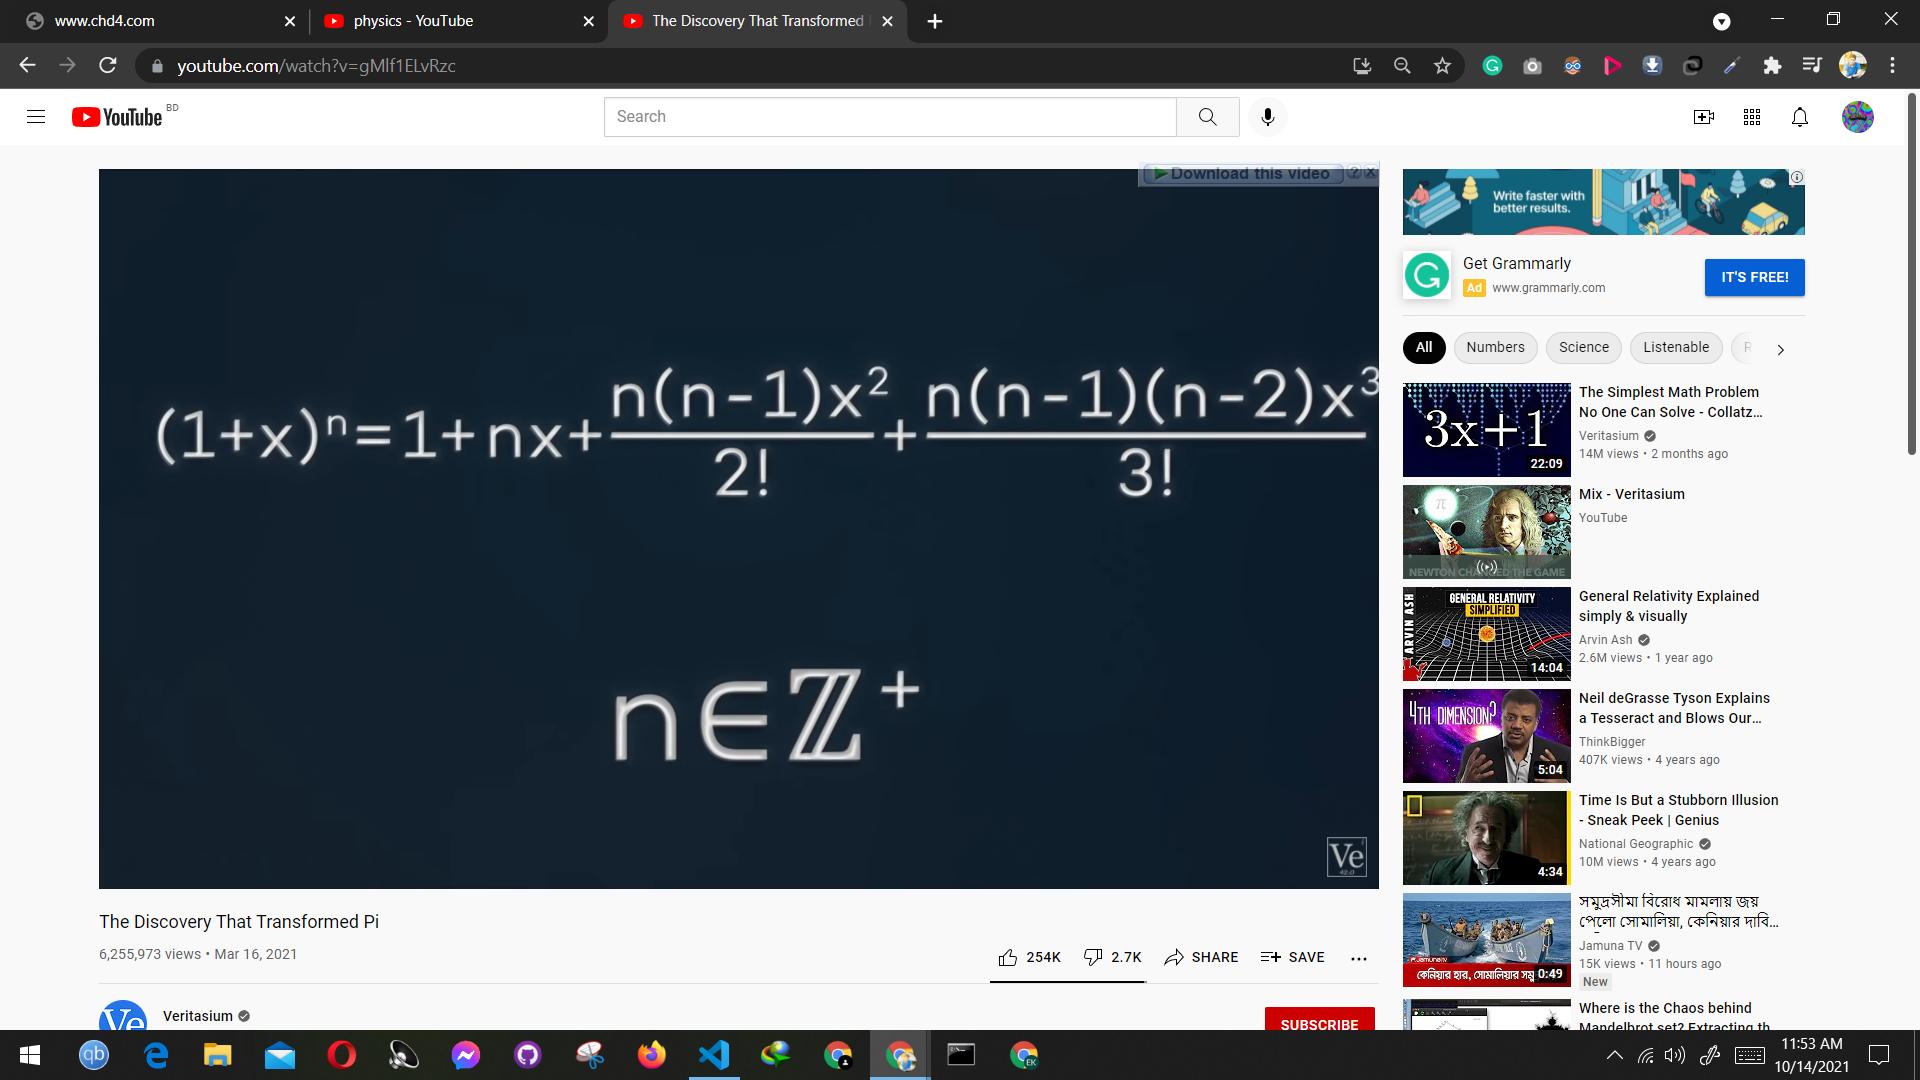 www.chd4.com
physics - YouTube
The Discovery That Transformed
youtube.com/watch?v=gMlf1ELvRzc
YouTube BD
Search
Download this video
(1+x)ⁿ=1+nx+n(n-1)x²/2!+n(n-1)(n-2)x³/3!
n∈ℤ⁺
Ve
42.0
The Discovery That Transformed Pi
6,255,973 views • Mar 16, 2021
254K 2.7K SHARE SAVE
Veritasium
SUBSCRIBE
Write faster with
better results.
Get Grammarly
Ad www.grammarly.com
IT'S FREE!
All Numbers Science Listenable
3x+1
22:09
The Simplest Math Problem
No One Can Solve - Collatz...
Veritasium
14M views • 2 months ago
π
NEWTON CHANGED THE GAME
Mix - Veritasium
YouTube
ARVIN ASH
GENERAL RELATIVITY
SIMPLIFIED
14:04
General Relativity Explained
simply & visually
Arvin Ash
2.6M views • 1 year ago
4TH DIMENSION?
5:04
Neil deGrasse Tyson Explains
a Tesseract and Blows Our...
ThinkBigger
407K views • 4 years ago
4:34
Time Is But a Stubborn Illusion
- Sneak Peek | Genius
National Geographic
10M views • 4 years ago
কেনিয়ার হার, সোমালিয়ার সমু
0:49
সমুদ্রসীমা বিরোধ মামলায় জয়
পেলো সোমালিয়া, কেনিয়ার দাবি...
Jamuna TV
15K views • 11 hours ago
New
Where is the Chaos behind
Mandelbrot set? Extracting th
qb
EK
11:53 AM
10/14/2021